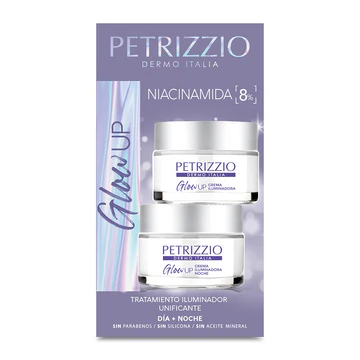 PETRIZZIO
DERMO ITALIA
NIACINAMIDA [8%]
Glow UP
PETRIZZIO
DERMO ITALIA
Glow UP CREMA
ILUMINADORA
PETRIZZIO
DERMO ITALIA
Glow UP CREMA
ILUMINADORA
NOCHE
TRATAMIENTO ILUMINADOR
UNIFICANTE
DÍA + NOCHE
SIN PARABENOS / SIN SILICONA / SIN ACEITE MINERAL